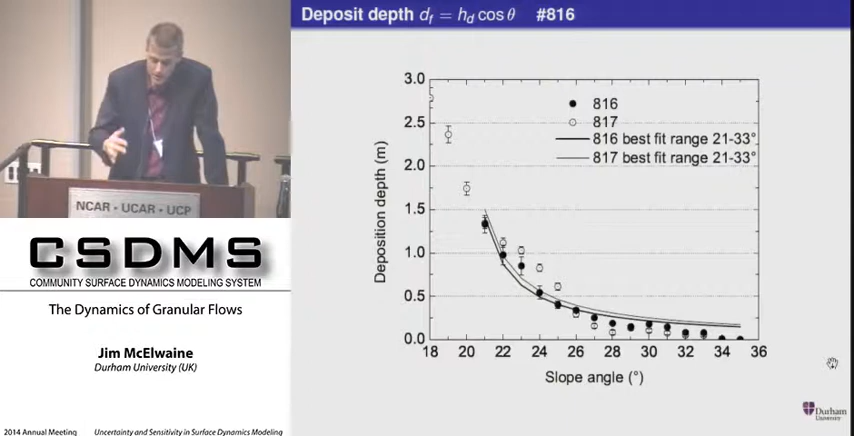 Deposit depth d_f = h_d cos θ #816
NCAR · UCAR · UCP
CSDMS
COMMUNITY SURFACE DYNAMICS MODELING SYSTEM
The Dynamics of Granular Flows
Jim McElwaine
Durham University (UK)
2014 Annual Meeting Uncertainty and Sensitivity in Surface Dynamics Modeling
Deposition depth (m)
3.0
2.5
2.0
1.5
1.0
0.5
0.0
816
817
816 best fit range 21-33°
817 best fit range 21-33°
18 20 22 24 26 28 30 32 34 36
Slope angle (°)
Durham
University